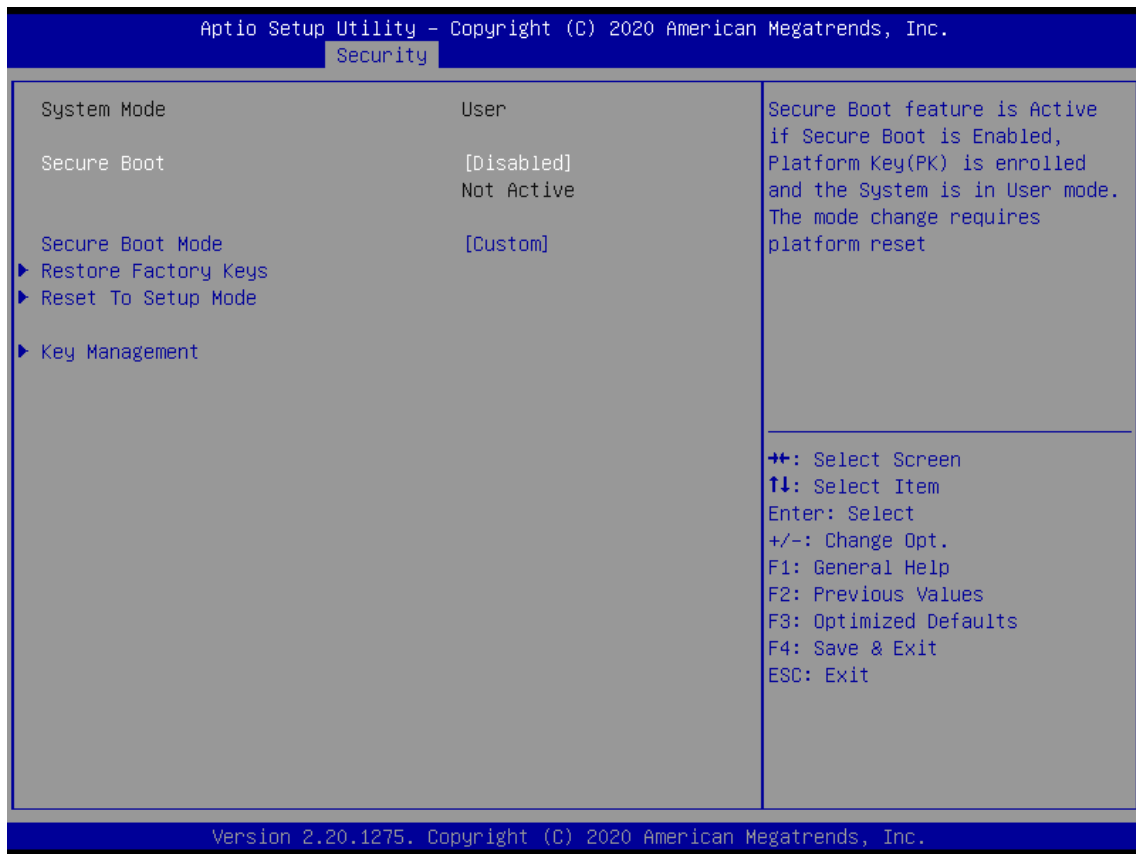 Aptio Setup Utility – Copyright (C) 2020 American Megatrends, Inc.
Security
System Mode User
Secure Boot [Disabled]
Not Active
Secure Boot Mode [Custom]
▶ Restore Factory Keys
▶ Reset To Setup Mode
▶ Key Management
Secure Boot feature is Active
if Secure Boot is Enabled,
Platform Key(PK) is enrolled
and the System is in User mode.
The mode change requires
platform reset
→←: Select Screen
↑↓: Select Item
Enter: Select
+/-: Change Opt.
F1: General Help
F2: Previous Values
F3: Optimized Defaults
F4: Save & Exit
ESC: Exit
Version 2.20.1275. Copyright (C) 2020 American Megatrends, Inc.